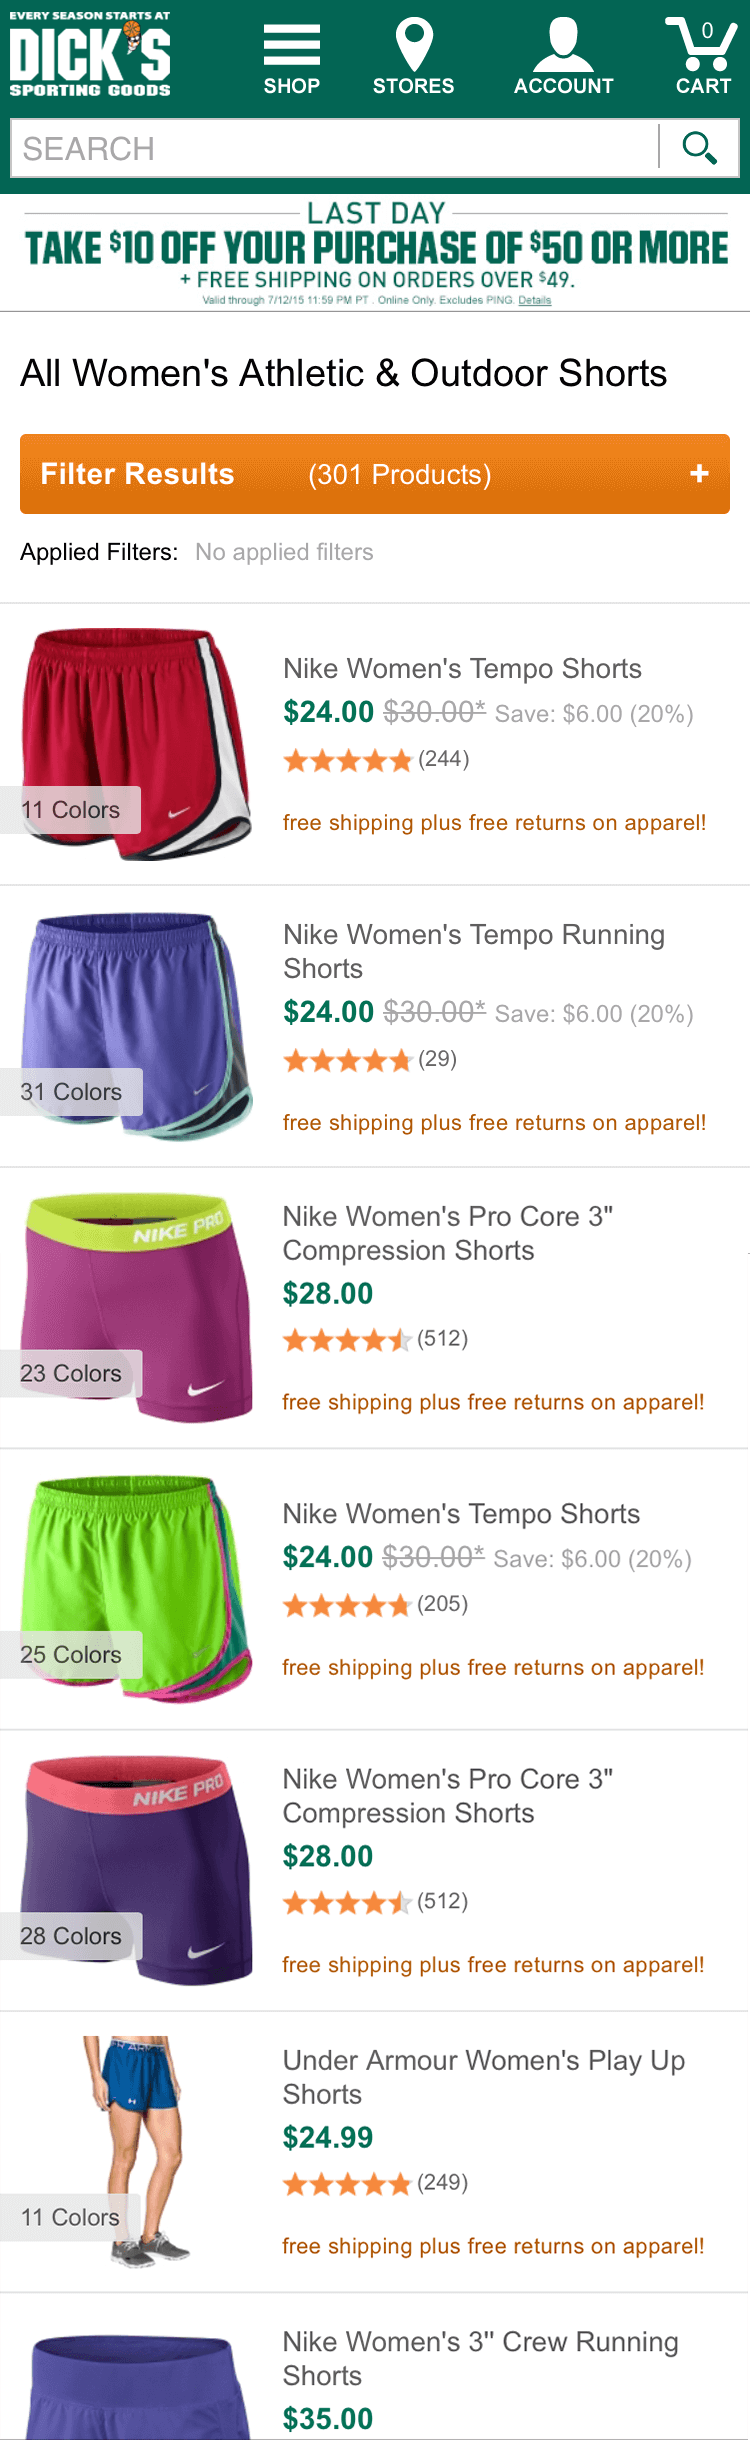 EVERY SEASON STARTS AT
DICK'S
SPORTING GOODS
SHOP
STORES
ACCOUNT
0
CART
SEARCH
LAST DAY
TAKE $10 OFF YOUR PURCHASE OF $50 OR MORE
+ FREE SHIPPING ON ORDERS OVER $49.
Valid through 7/12/15 11:59 PM PT . Online Only. Excludes PING. Details
All Women's Athletic & Outdoor Shorts
Filter Results (301 Products) +
Applied Filters: No applied filters
Nike Women's Tempo Shorts
$24.00 $30.00* Save: $6.00 (20%)
(244)
11 Colors
free shipping plus free returns on apparel!
Nike Women's Tempo Running
Shorts
$24.00 $30.00* Save: $6.00 (20%)
(29)
31 Colors
free shipping plus free returns on apparel!
NIKE PRO
Nike Women's Pro Core 3"
Compression Shorts
$28.00
(512)
23 Colors
free shipping plus free returns on apparel!
Nike Women's Tempo Shorts
$24.00 $30.00* Save: $6.00 (20%)
(205)
25 Colors
free shipping plus free returns on apparel!
NIKE PRO
Nike Women's Pro Core 3"
Compression Shorts
$28.00
(512)
28 Colors
free shipping plus free returns on apparel!
Under Armour Women's Play Up
Shorts
$24.99
(249)
11 Colors
free shipping plus free returns on apparel!
Nike Women's 3" Crew Running
Shorts
$35.00